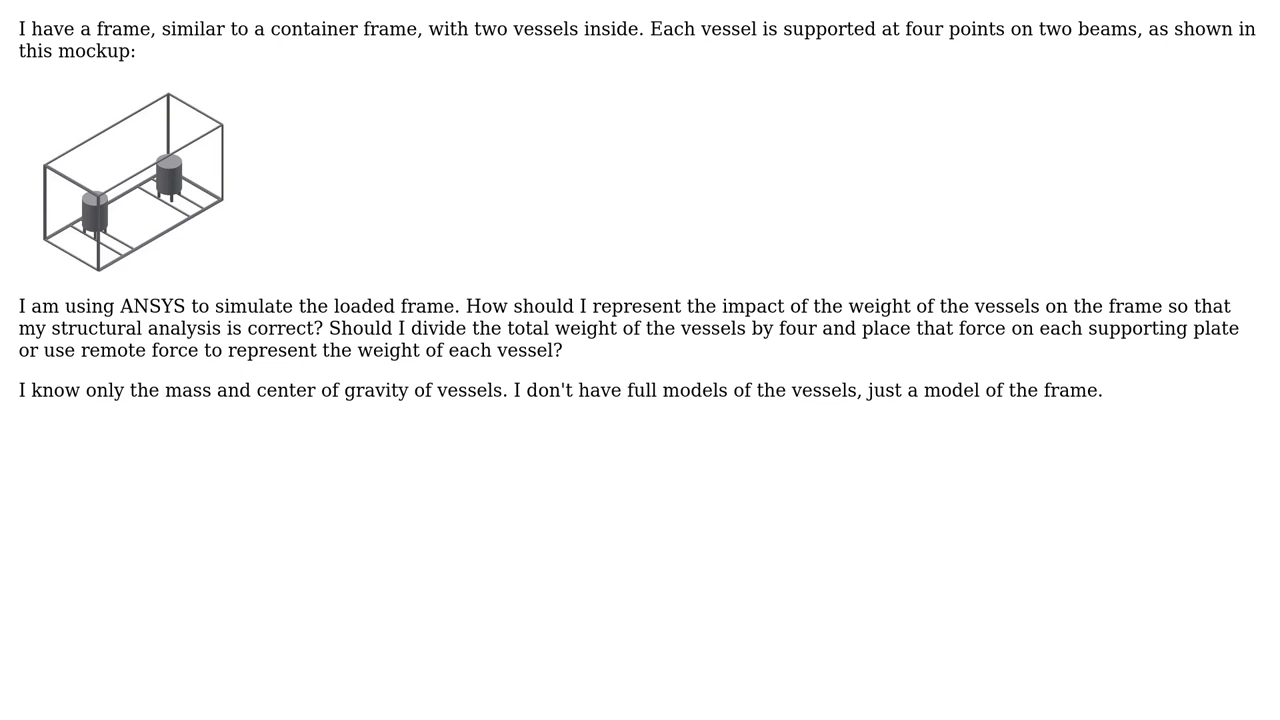 I have a frame, similar to a container frame, with two vessels inside. Each vessel is supported at four points on two beams, as shown in
this mockup:
I am using ANSYS to simulate the loaded frame. How should I represent the impact of the weight of the vessels on the frame so that
my structural analysis is correct? Should I divide the total weight of the vessels by four and place that force on each supporting plate
or use remote force to represent the weight of each vessel?
I know only the mass and center of gravity of vessels. I don't have full models of the vessels, just a model of the frame.